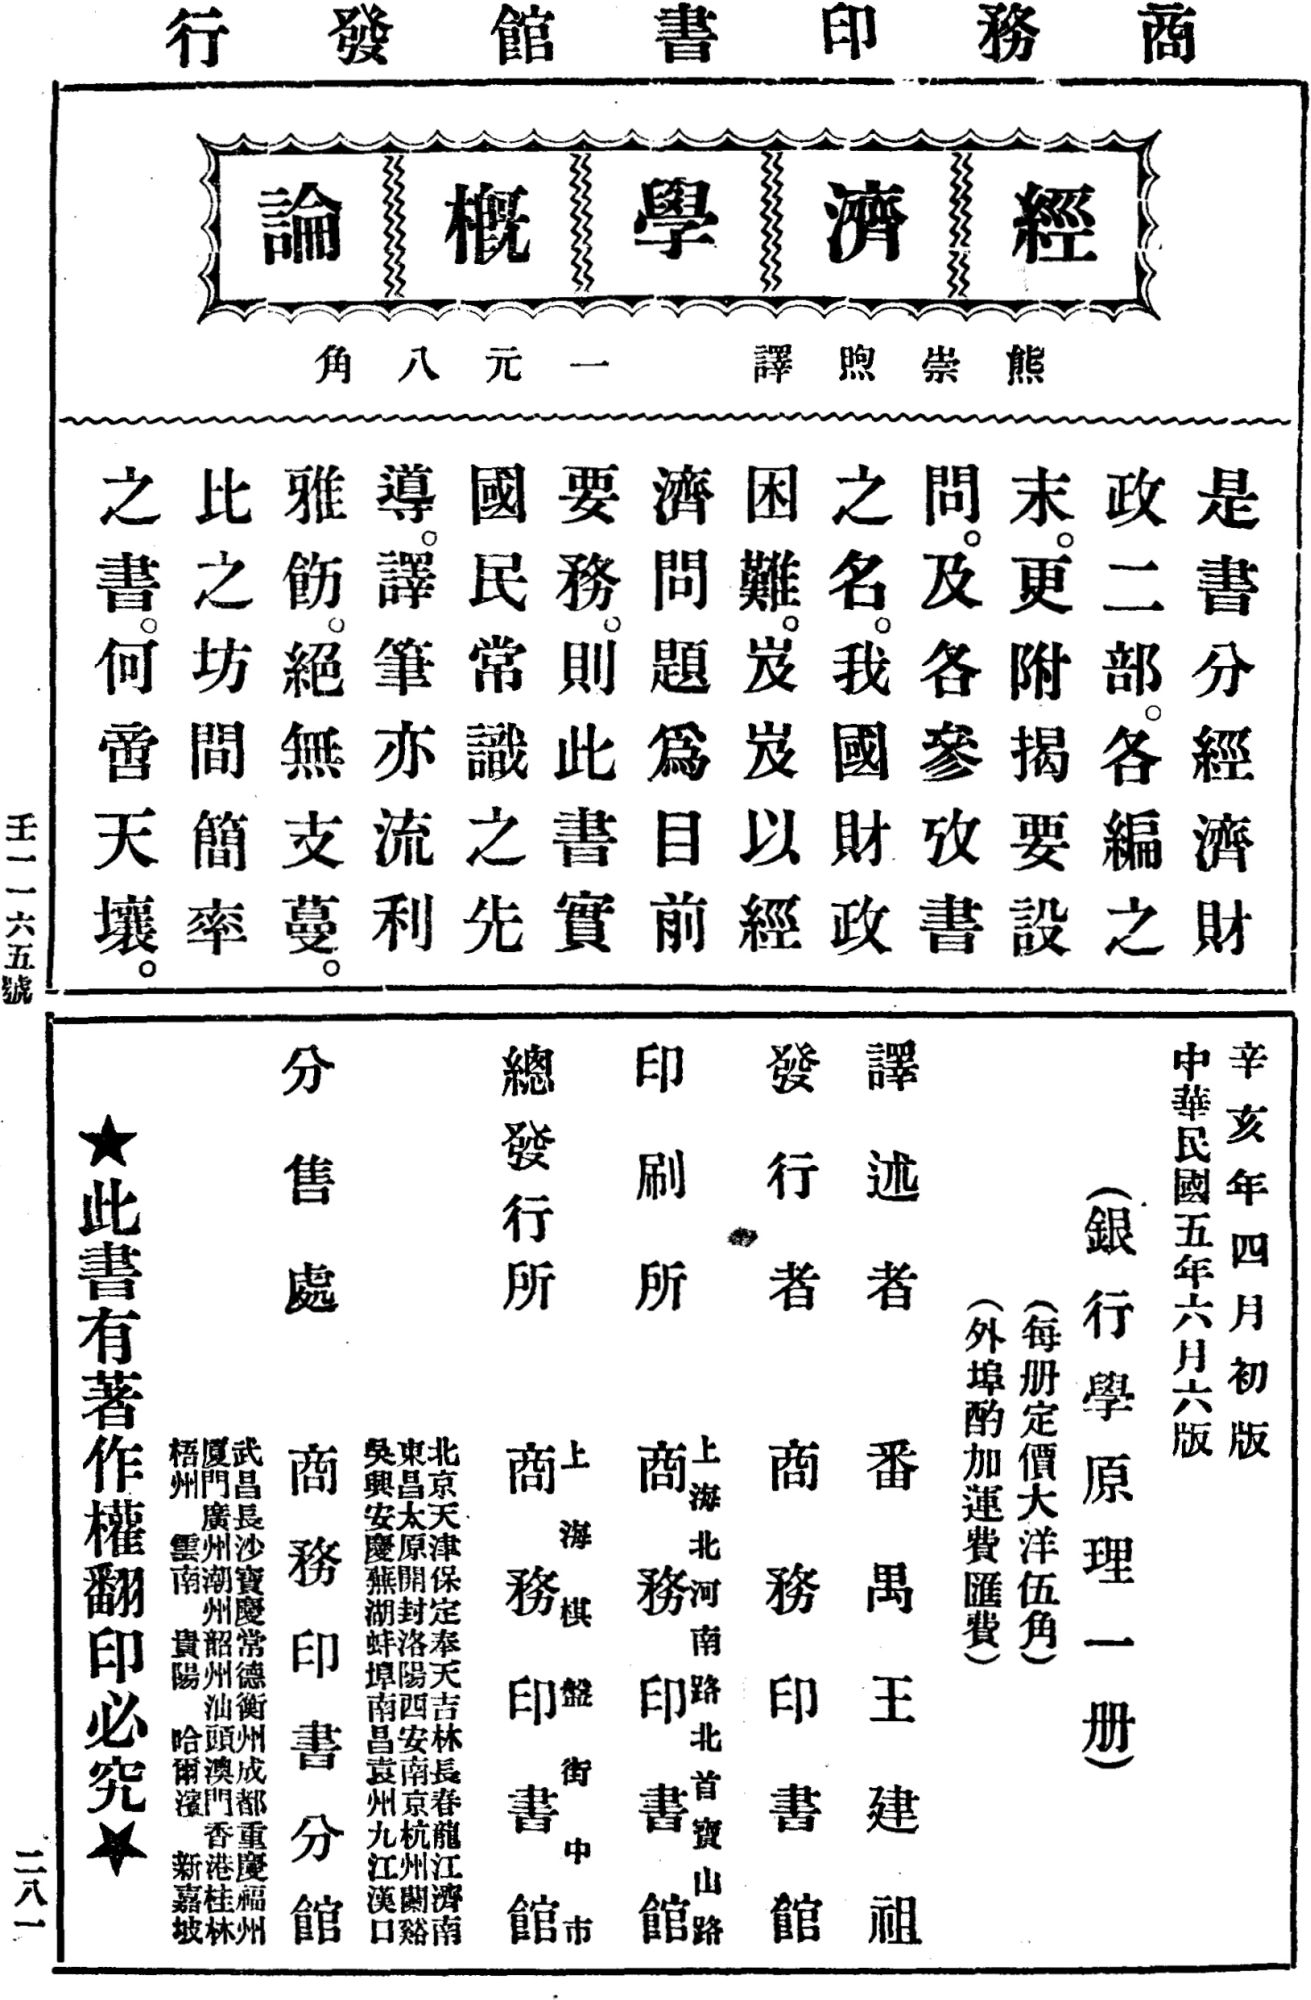 商務印書館發行
經濟學概論
熊崇煦譯 一元八角
是書分經濟財
政二部。各編之
末。更附揭要設
問。及各參攷書
之名。我國財政
困難。岌岌以經
濟問題爲目前
要務。則此書實
國民常識之先
導。譯筆亦流利
雅飭。絕無支蔓。
比之坊間簡率
之書。何啻天壤。
壬一一六五號
辛亥年四月初版
中華民國五年六月六版
(銀行學原理一册)
(每册定價大洋伍角)
(外埠酌加運費匯費)
譯述者 番禺王建祖
發行者 商務印書館
印刷所 上海北河南路北首寶山路 商務印書館
總發行所 上海棋盤街中市 商務印書館
分售處 商務印書分館
北京天津保定奉天吉林長春龍江濟南
東昌太原開封洛陽西安南京杭州蘭谿
吳興安慶蕪湖蚌埠南昌袁州九江漢口
武昌長沙寶慶常德衡州成都重慶福州
廈門廣州潮州韶州汕頭澳門香港桂林
梧州 雲南 貴陽 哈爾濱 新嘉坡
★此書有著作權翻印必究★
二八一